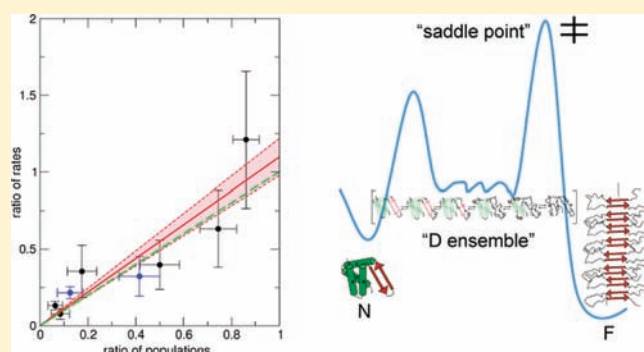 2
1.5
1
0.5
0
0
0.2
0.4
0.6
0.8
1
ratio of rates
ratio of populations
"saddle point"
‡
"D ensemble"
N
F